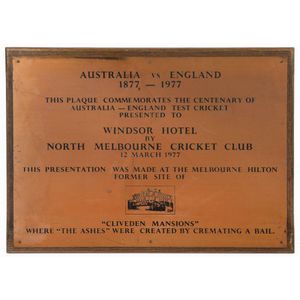 AUSTRALIA VS ENGLAND
1877 — 1977
THIS PLAQUE COMMEMORATES THE CENTENARY OF
AUSTRALIA — ENGLAND TEST CRICKET
PRESENTED TO
WINDSOR HOTEL
BY
NORTH MELBOURNE CRICKET CLUB
12 MARCH 1977
THIS PRESENTATION WAS MADE AT THE MELBOURNE HILTON
FORMER SITE OF
"CLIVEDEN MANSIONS"
WHERE "THE ASHES" WERE CREATED BY CREMATING A BAIL.